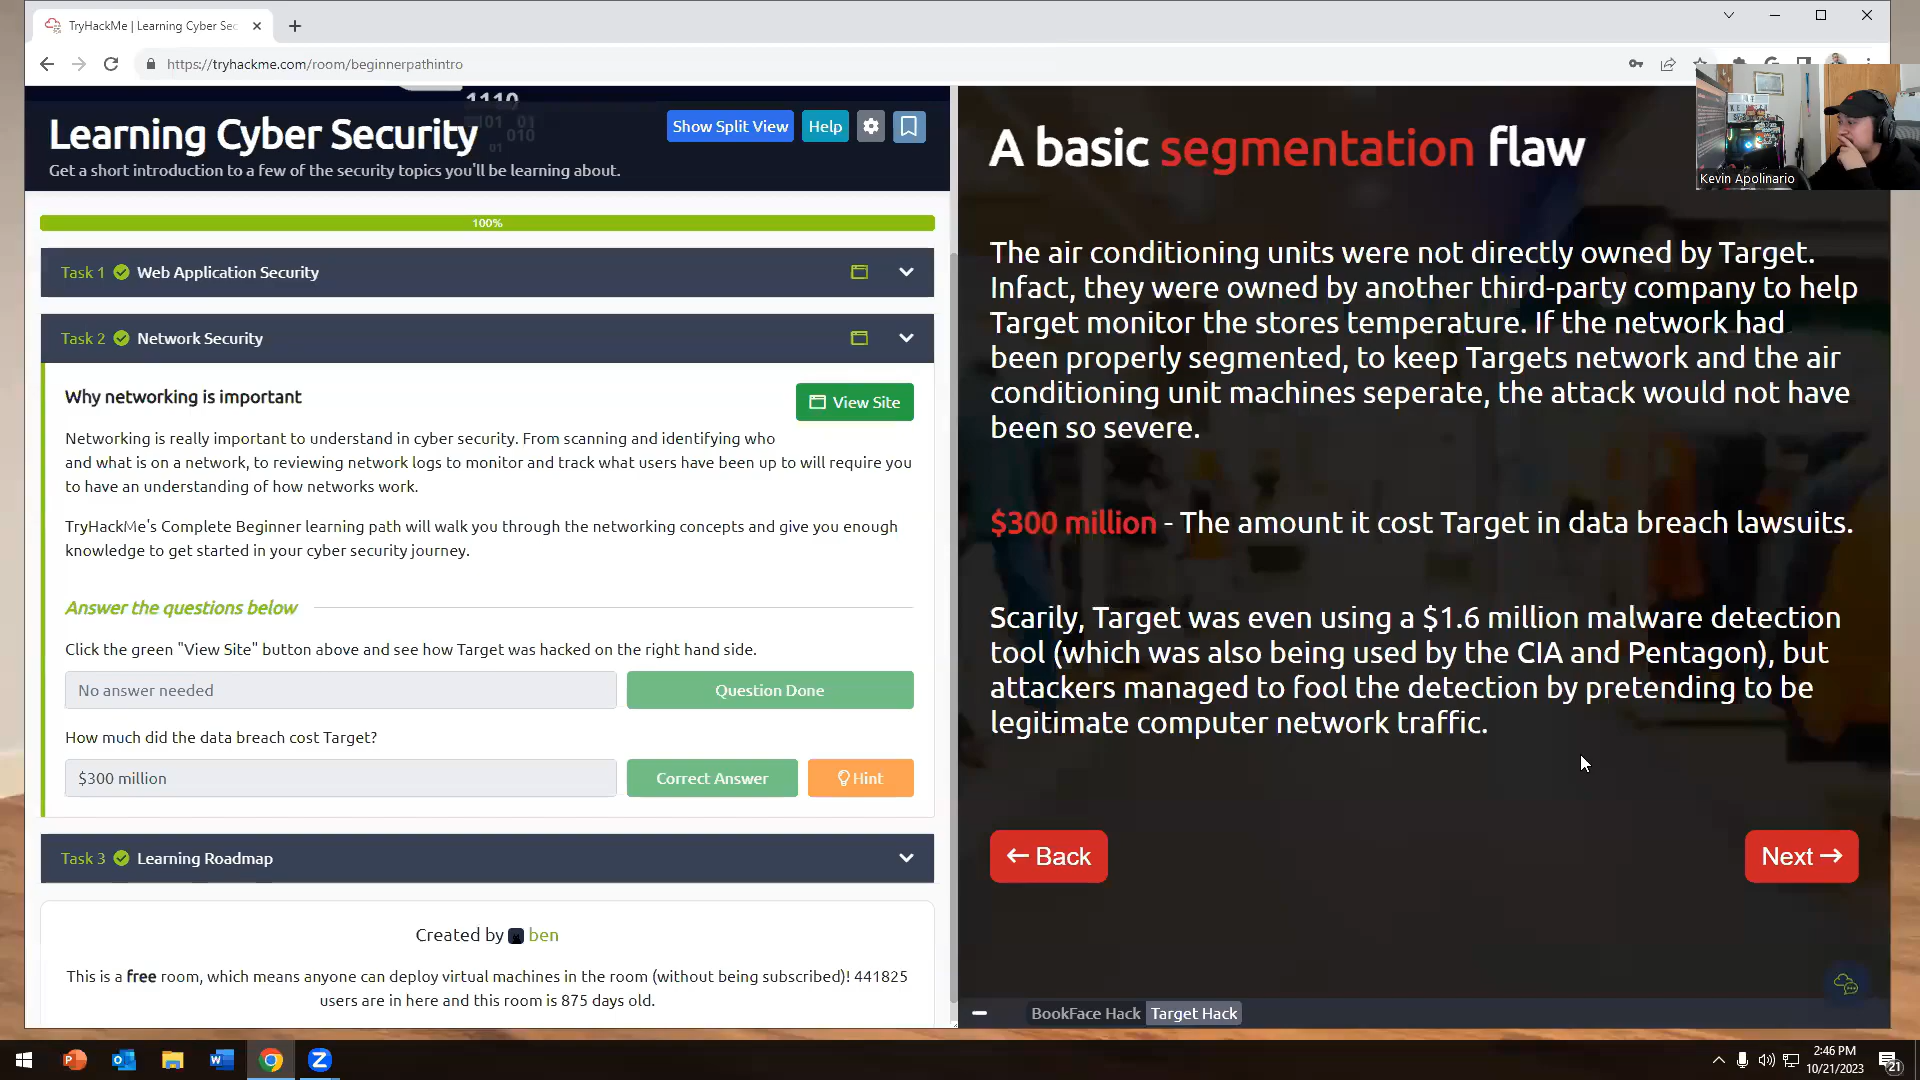 TryHackMe | Learning Cyber Sec
https://tryhackme.com/room/beginnerpathintro
1110
101 01
010
01
Learning Cyber Security
Show Split View
Help
Get a short introduction to a few of the security topics you'll be learning about.
100%
Task 1 Web Application Security
Task 2 Network Security
Why networking is important
View Site
Networking is really important to understand in cyber security. From scanning and identifying who
and what is on a network, to reviewing network logs to monitor and track what users have been up to will require you
to have an understanding of how networks work.
TryHackMe's Complete Beginner learning path will walk you through the networking concepts and give you enough
knowledge to get started in your cyber security journey.
Answer the questions below
Click the green "View Site" button above and see how Target was hacked on the right hand side.
No answer needed
Question Done
How much did the data breach cost Target?
$300 million
Correct Answer
Hint
Task 3 Learning Roadmap
Created by ben
This is a free room, which means anyone can deploy virtual machines in the room (without being subscribed)! 441825
users are in here and this room is 875 days old.
A basic segmentation flaw
Kevin Apolinario
The air conditioning units were not directly owned by Target.
Infact, they were owned by another third-party company to help
Target monitor the stores temperature. If the network had
been properly segmented, to keep Targets network and the air
conditioning unit machines seperate, the attack would not have
been so severe.
$300 million - The amount it cost Target in data breach lawsuits.
Scarily, Target was even using a $1.6 million malware detection
tool (which was also being used by the CIA and Pentagon), but
attackers managed to fool the detection by pretending to be
legitimate computer network traffic.
← Back
Next →
BookFace Hack
Target Hack
2:46 PM
10/21/2023
21